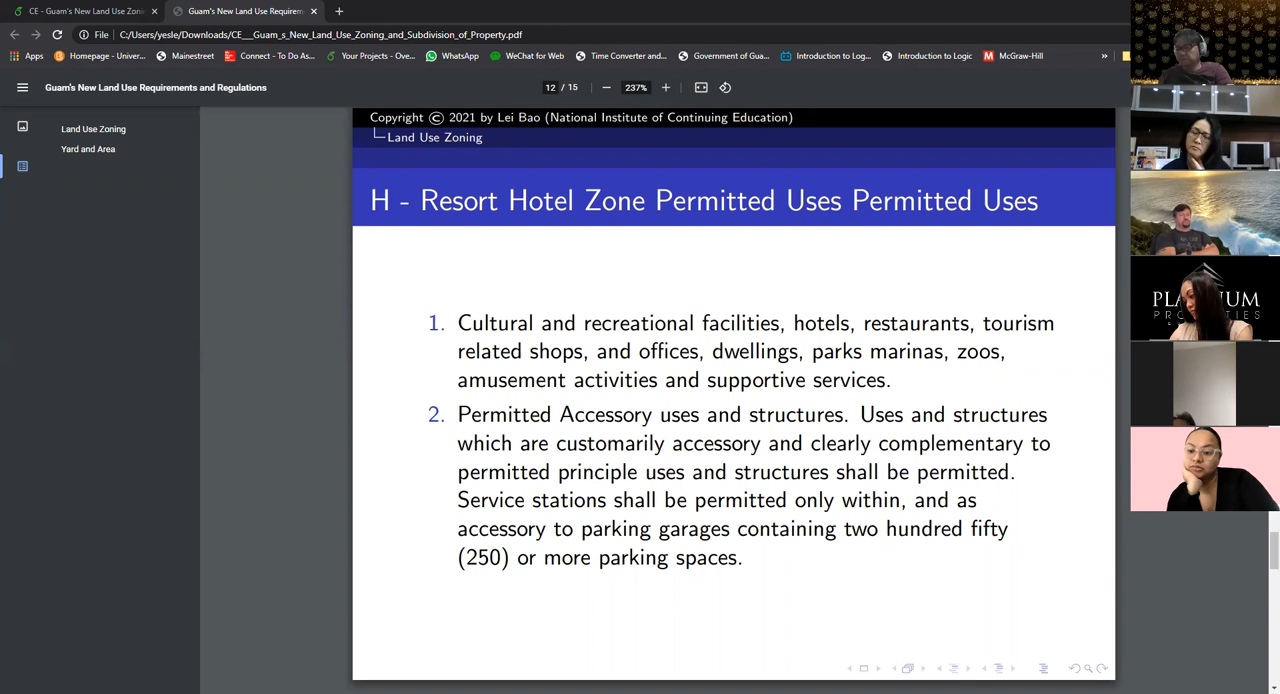 CE - Guam's New Land Use Zoni
Guam's New Land Use Requirem
File
C:/Users/yesle/Downloads/CE__Guam_s_New_Land_Use_Zoning_and_Subdivision_of_Property.pdf
Apps
Homepage - Univer...
Mainestreet
Connect - To Do As...
Your Projects - Ove...
WhatsApp
WeChat for Web
Time Converter and...
Government of Gua...
Introduction to Log...
Introduction to Logic
McGraw-Hill
»
Guam's New Land Use Requirements and Regulations
12 / 15
237%
Land Use Zoning
Yard and Area
Copyright © 2021 by Lei Bao (National Institute of Continuing Education)
Land Use Zoning
H - Resort Hotel Zone Permitted Uses Permitted Uses
1. Cultural and recreational facilities, hotels, restaurants, tourism
related shops, and offices, dwellings, parks marinas, zoos,
amusement activities and supportive services.
2. Permitted Accessory uses and structures. Uses and structures
which are customarily accessory and clearly complementary to
permitted principle uses and structures shall be permitted.
Service stations shall be permitted only within, and as
accessory to parking garages containing two hundred fifty
(250) or more parking spaces.